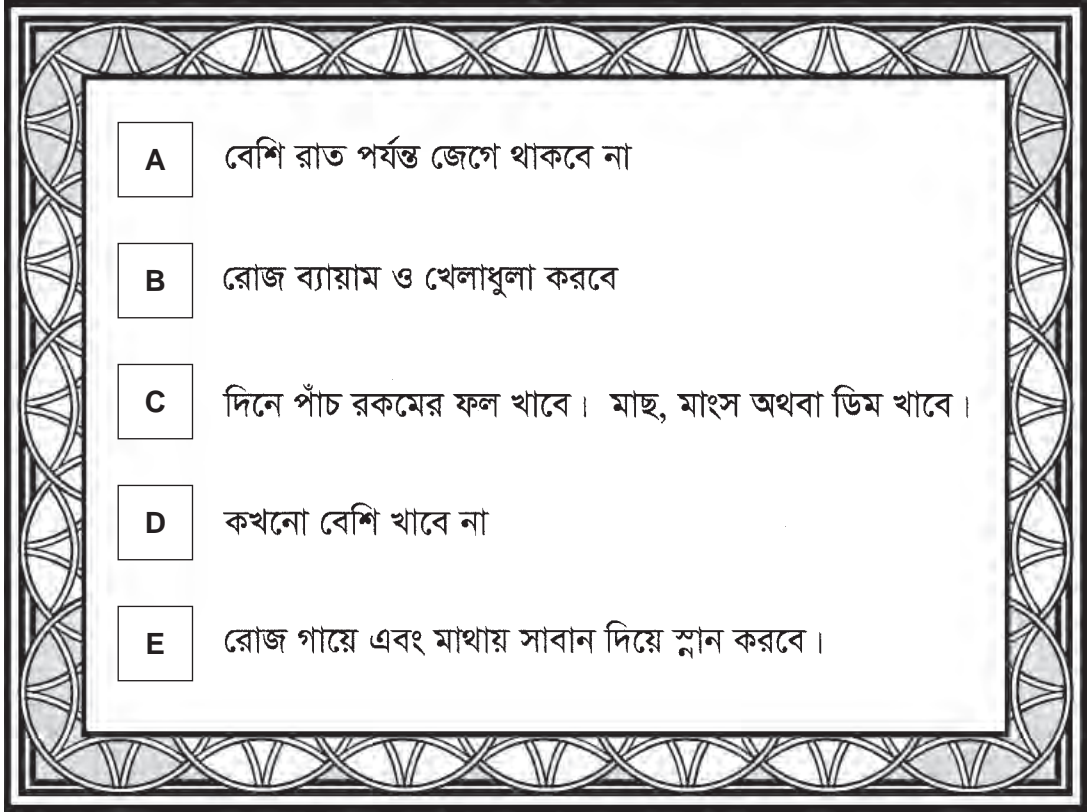 A বেশি রাত পর্যন্ত জেগে থাকবে না
B রোজ ব্যায়াম ও খেলাধুলা করবে
C দিনে পাঁচ রকমের ফল খাবে। মাছ, মাংস অথবা ডিম খাবে।
D কখনো বেশি খাবে না
E রোজ গায়ে এবং মাথায় সাবান দিয়ে স্নান করবে।